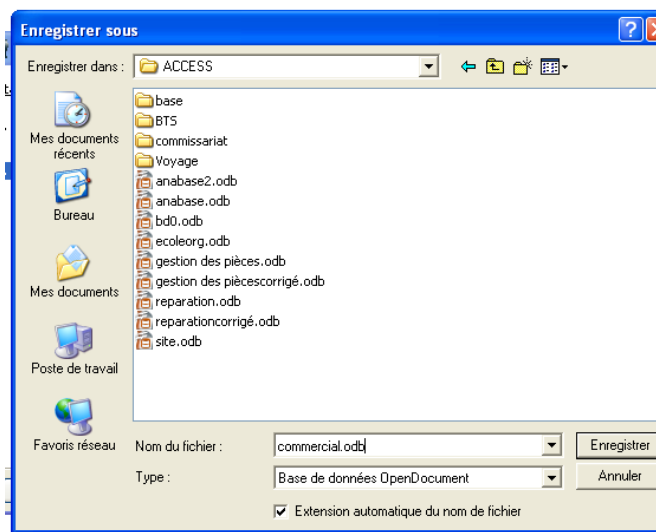 Enregistrer sous
Enregistrer dans :
ACCESS
Mes documents
récents
Bureau
Mes documents
Poste de travail
Favoris réseau
base
BTS
commissariat
Voyage
anabase2.odb
anabase.odb
bd0.odb
ecoleorg.odb
gestion des pièces.odb
gestion des piècescorrigé.odb
reparation.odb
reparationcorrigé.odb
site.odb
Nom du fichier :
commercial.odb
Enregistrer
Type :
Base de données OpenDocument
Annuler
Extension automatique du nom de fichier